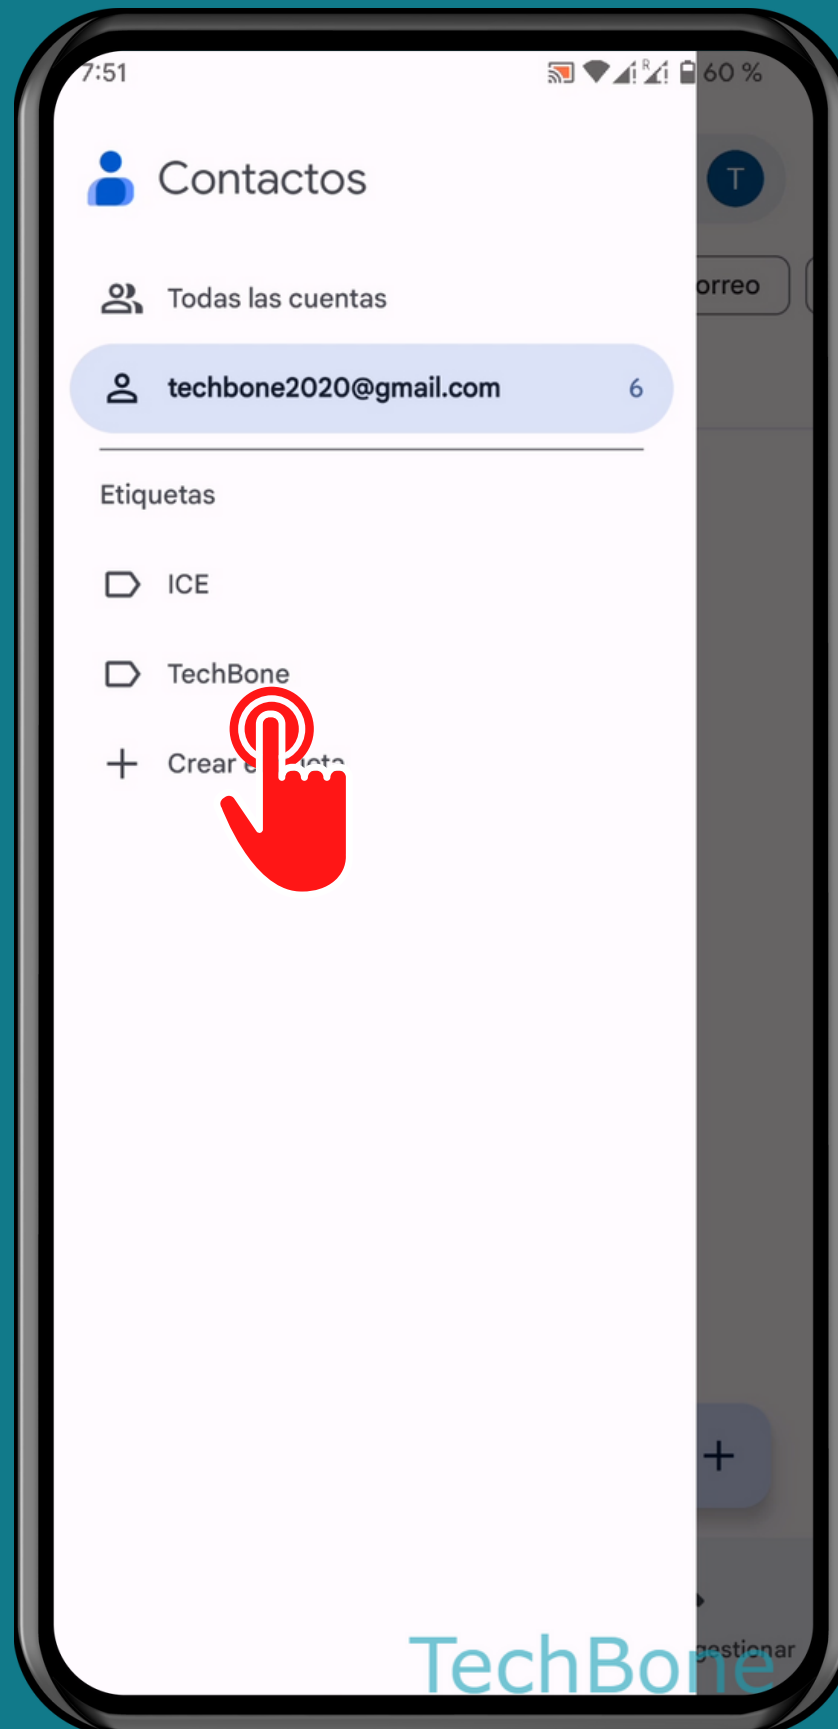 7:51 R 60 %
Contactos
T
Todas las cuentas
orreo
techbone2020@gmail.com 6
Etiquetas
ICE
TechBone
Crear
gestionar
TechBone